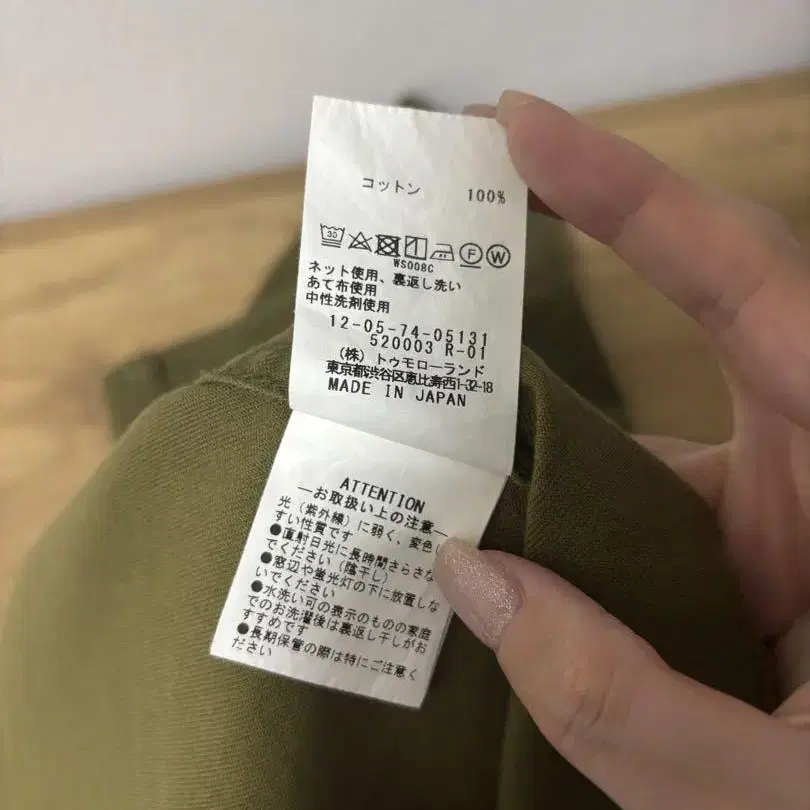 コットン 100%
30
F W
WS008C
ネット使用、裏返し洗い
あて布使用
中性洗剤使用
12-05-74-05131
520003 R-01
(株)トゥモローランド
東京都渋谷区恵比寿西1-32-18
MADE IN JAPAN
ATTENTION
―お取扱い上の注意―
光(紫外線)に弱く、変色し
すい性質です
●直射日光に長時間さらさな
でください(陰干し)
●窓辺や蛍光灯の下に放置しな
いでください
●水洗い可の表示のものの家庭
でのお洗濯後は裏返し干しがお
すすめです
●長期保管の際は特にご注意く
ださい